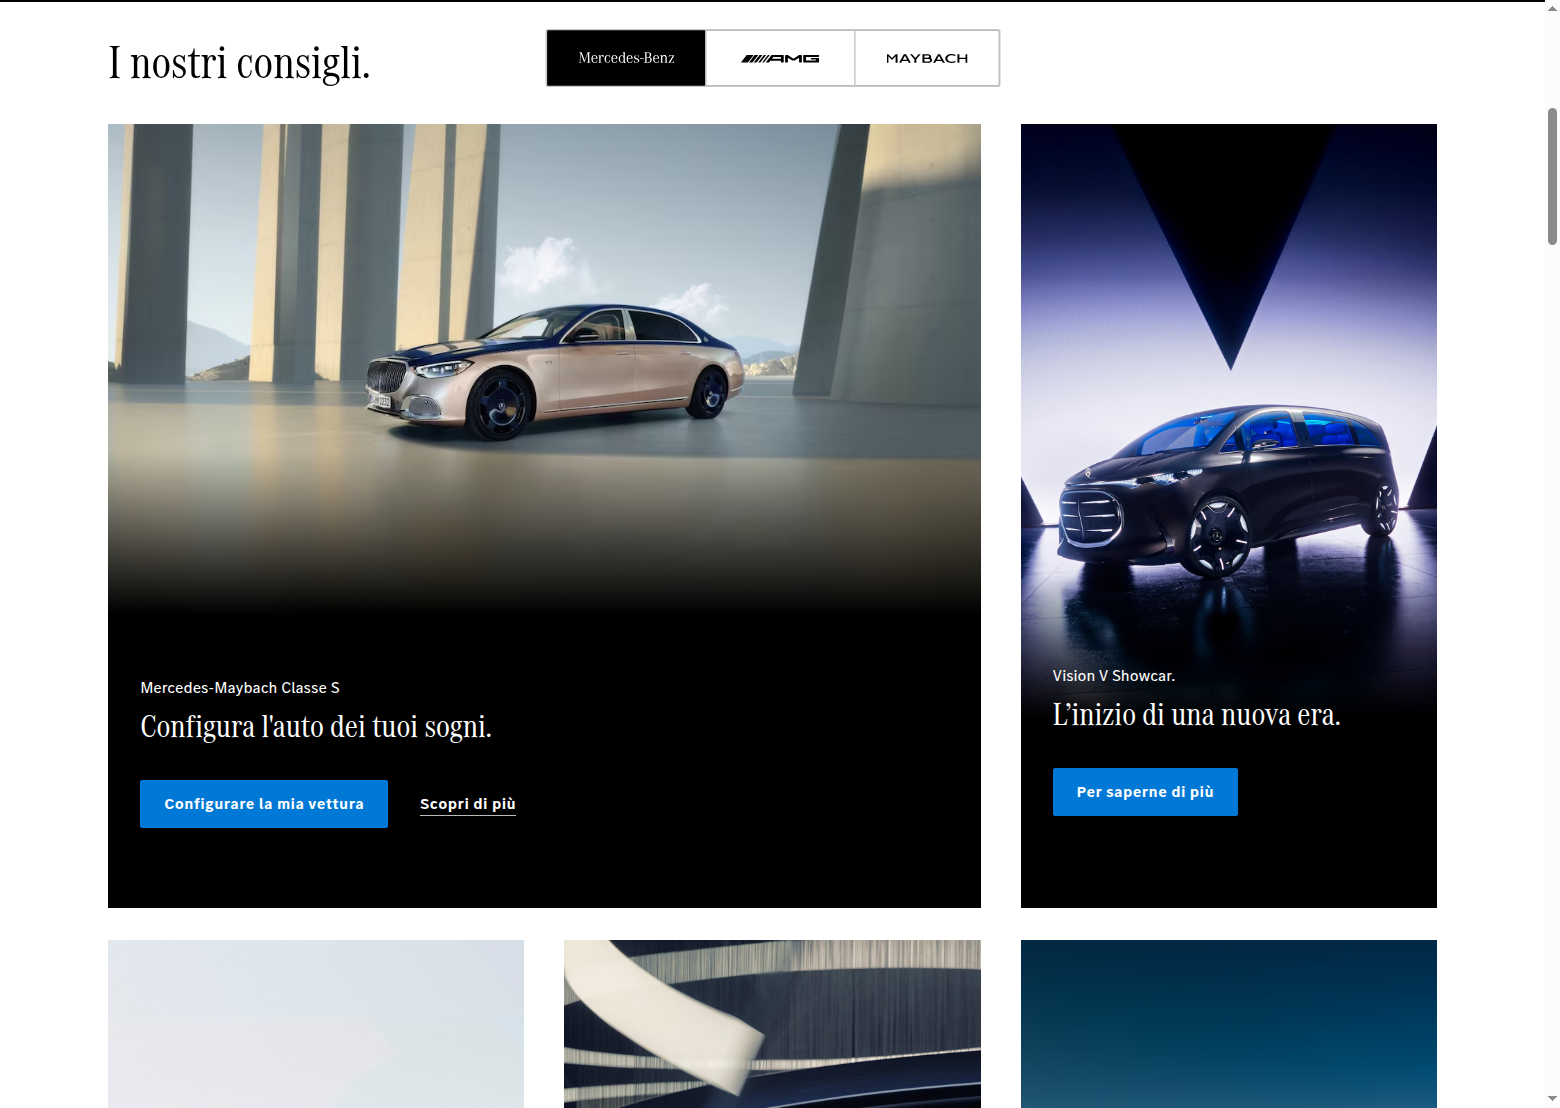 I nostri consigli.
Mercedes-Benz
AMG
MAYBACH
Mercedes-Maybach Classe S
Configura l'auto dei tuoi sogni.
Configurare la mia vettura
Scopri di più
Vision V Showcar.
L’inizio di una nuova era.
Per saperne di più